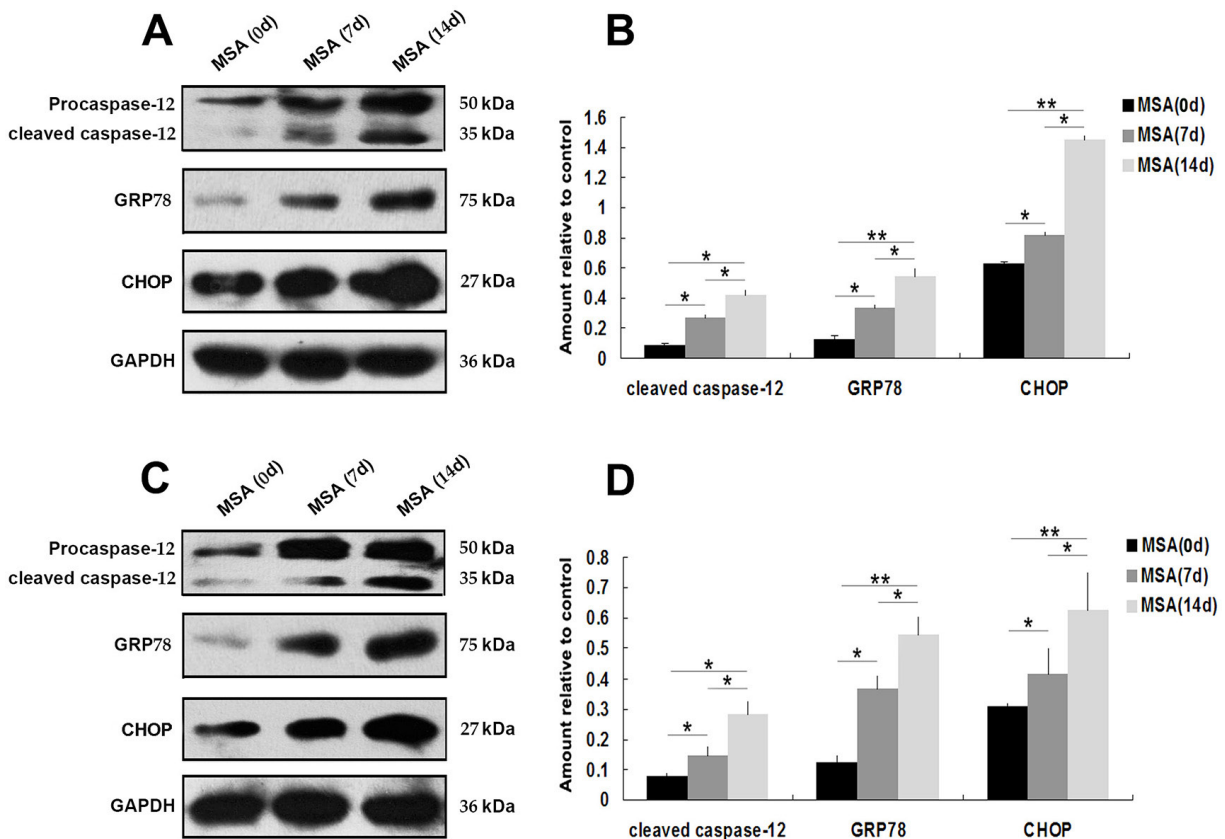 A
MSA (0d)
MSA (7d)
MSA (14d)
Procaspase-12
50 kDa
cleaved caspase-12
35 kDa
GRP78
75 kDa
CHOP
27 kDa
GAPDH
36 kDa
B
MSA(0d)
MSA(7d)
MSA(14d)
Amount relative to control
1.6
1.4
1.2
1
0.8
0.6
0.4
0.2
0
* * *
* * **
* * **
cleaved caspase-12 GRP78 CHOP
C
MSA (0d)
MSA (7d)
MSA (14d)
Procaspase-12
50 kDa
cleaved caspase-12
35 kDa
GRP78
75 kDa
CHOP
27 kDa
GAPDH
36 kDa
D
MSA(0d)
MSA(7d)
MSA(14d)
Amount relative to control
0.8
0.7
0.6
0.5
0.4
0.3
0.2
0.1
0
* * *
* * **
* * **
cleaved caspase-12 GRP78 CHOP